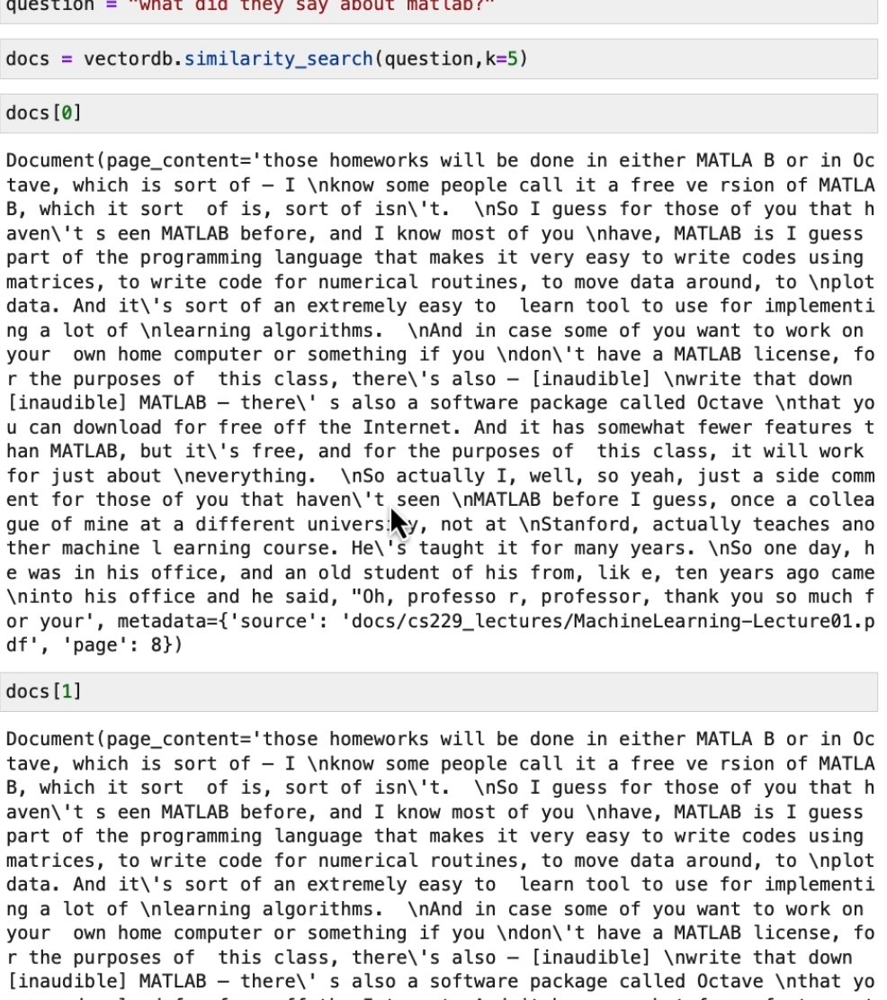 question = "what did they say about matlab?"
docs = vectordb.similarity_search(question,k=5)
docs[0]
Document(page_content='those homeworks will be done in either MATLA B or in Oc
tave, which is sort of — I \nknow some people call it a free ve rsion of MATLA
B, which it sort  of is, sort of isn\'t.  \nSo I guess for those of you that h
aven\'t s een MATLAB before, and I know most of you \nhave, MATLAB is I guess
part of the programming language that makes it very easy to write codes using
matrices, to write code for numerical routines, to move data around, to \nplot
data. And it\'s sort of an extremely easy to  learn tool to use for implementi
ng a lot of \nlearning algorithms.  \nAnd in case some of you want to work on
your  own home computer or something if you \ndon\'t have a MATLAB license, fo
r the purposes of  this class, there\'s also — [inaudible] \nwrite that down
[inaudible] MATLAB — there\' s also a software package called Octave \nthat yo
u can download for free off the Internet. And it has somewhat fewer features t
han MATLAB, but it\'s free, and for the purposes of  this class, it will work
for just about \neverything.  \nSo actually I, well, so yeah, just a side comm
ent for those of you that haven\'t seen \nMATLAB before I guess, once a collea
gue of mine at a different university, not at \nStanford, actually teaches ano
ther machine l earning course. He\'s taught it for many years. \nSo one day, h
e was in his office, and an old student of his from, lik e, ten years ago came
\ninto his office and he said, "Oh, professo r, professor, thank you so much f
or your', metadata={'source': 'docs/cs229_lectures/MachineLearning-Lecture01.p
df', 'page': 8})
docs[1]
Document(page_content='those homeworks will be done in either MATLA B or in Oc
tave, which is sort of — I \nknow some people call it a free ve rsion of MATLA
B, which it sort  of is, sort of isn\'t.  \nSo I guess for those of you that h
aven\'t s een MATLAB before, and I know most of you \nhave, MATLAB is I guess
part of the programming language that makes it very easy to write codes using
matrices, to write code for numerical routines, to move data around, to \nplot
data. And it\'s sort of an extremely easy to  learn tool to use for implementi
ng a lot of \nlearning algorithms.  \nAnd in case some of you want to work on
your  own home computer or something if you \ndon\'t have a MATLAB license, fo
r the purposes of  this class, there\'s also — [inaudible] \nwrite that down
[inaudible] MATLAB — there\' s also a software package called Octave \nthat yo